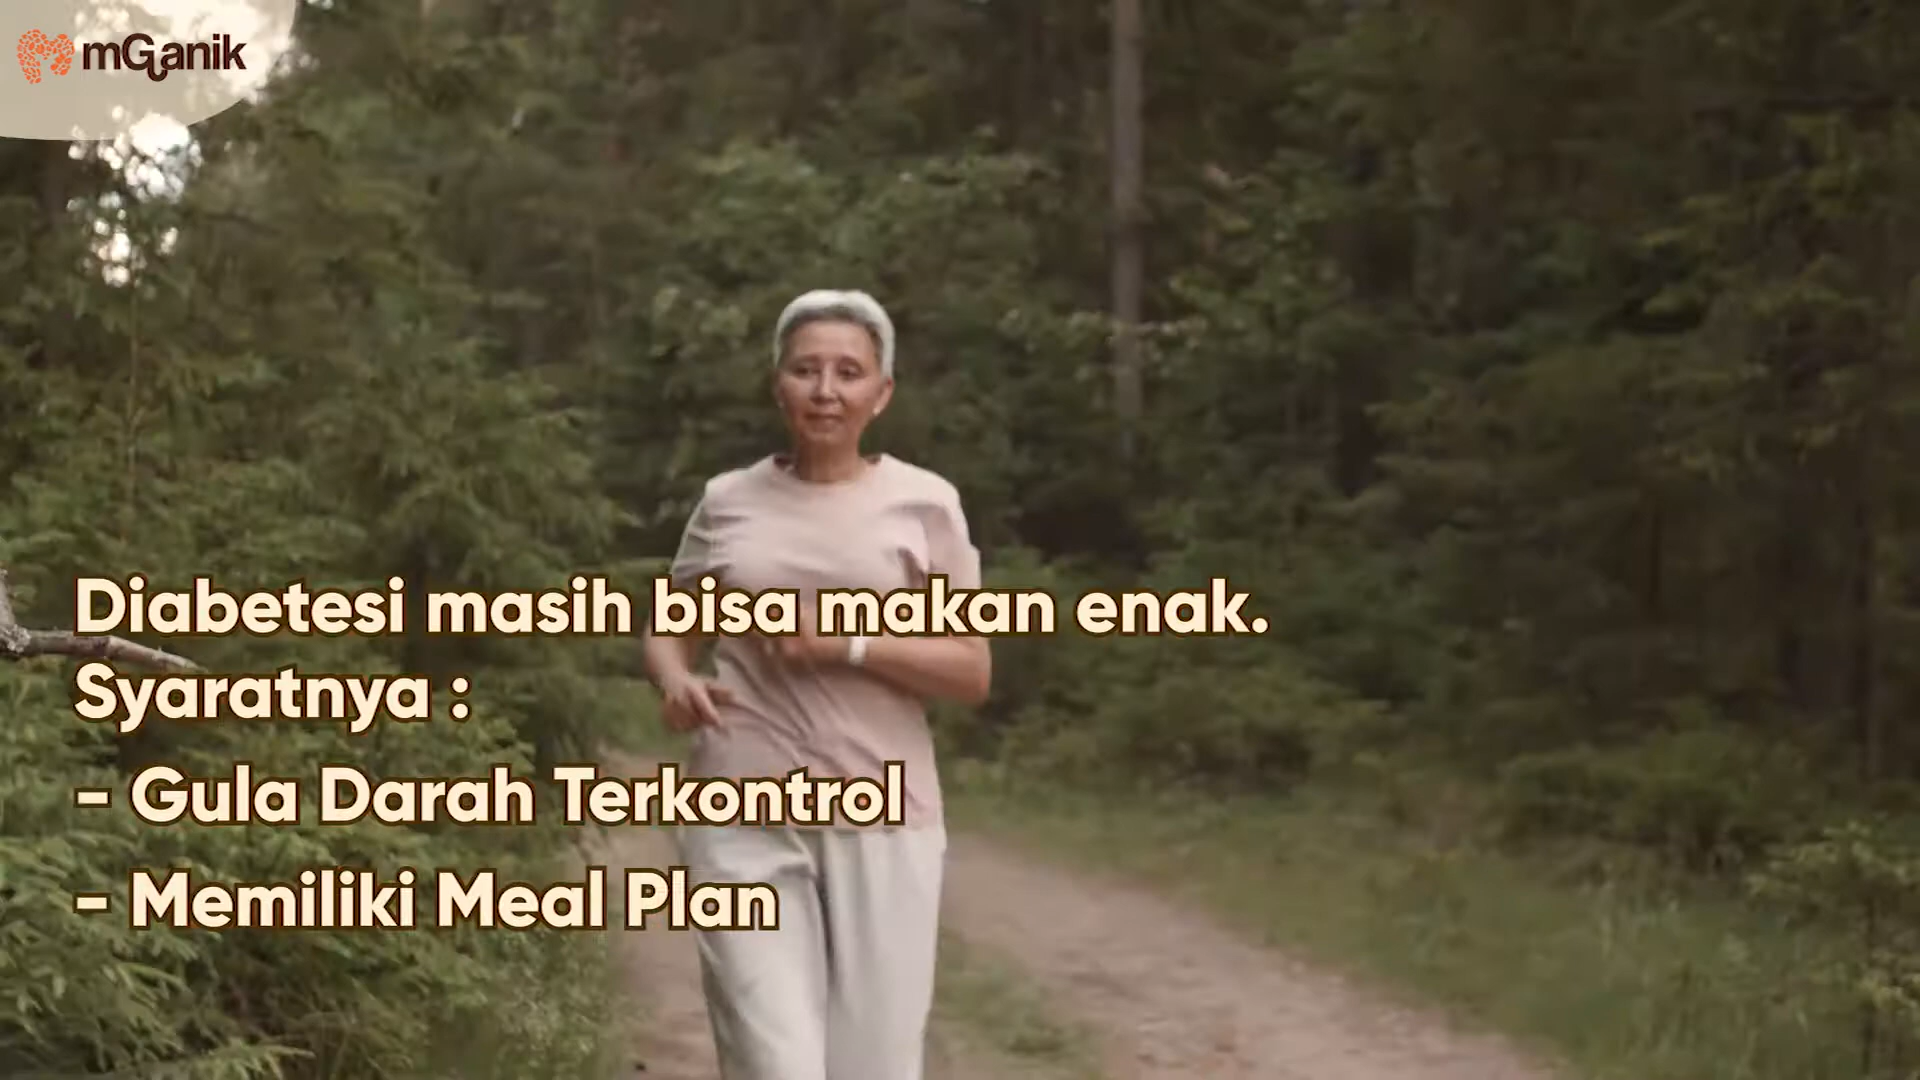 mGanik
Diabetesi masih bisa makan enak.
Syaratnya :
- Gula Darah Terkontrol
- Memiliki Meal Plan